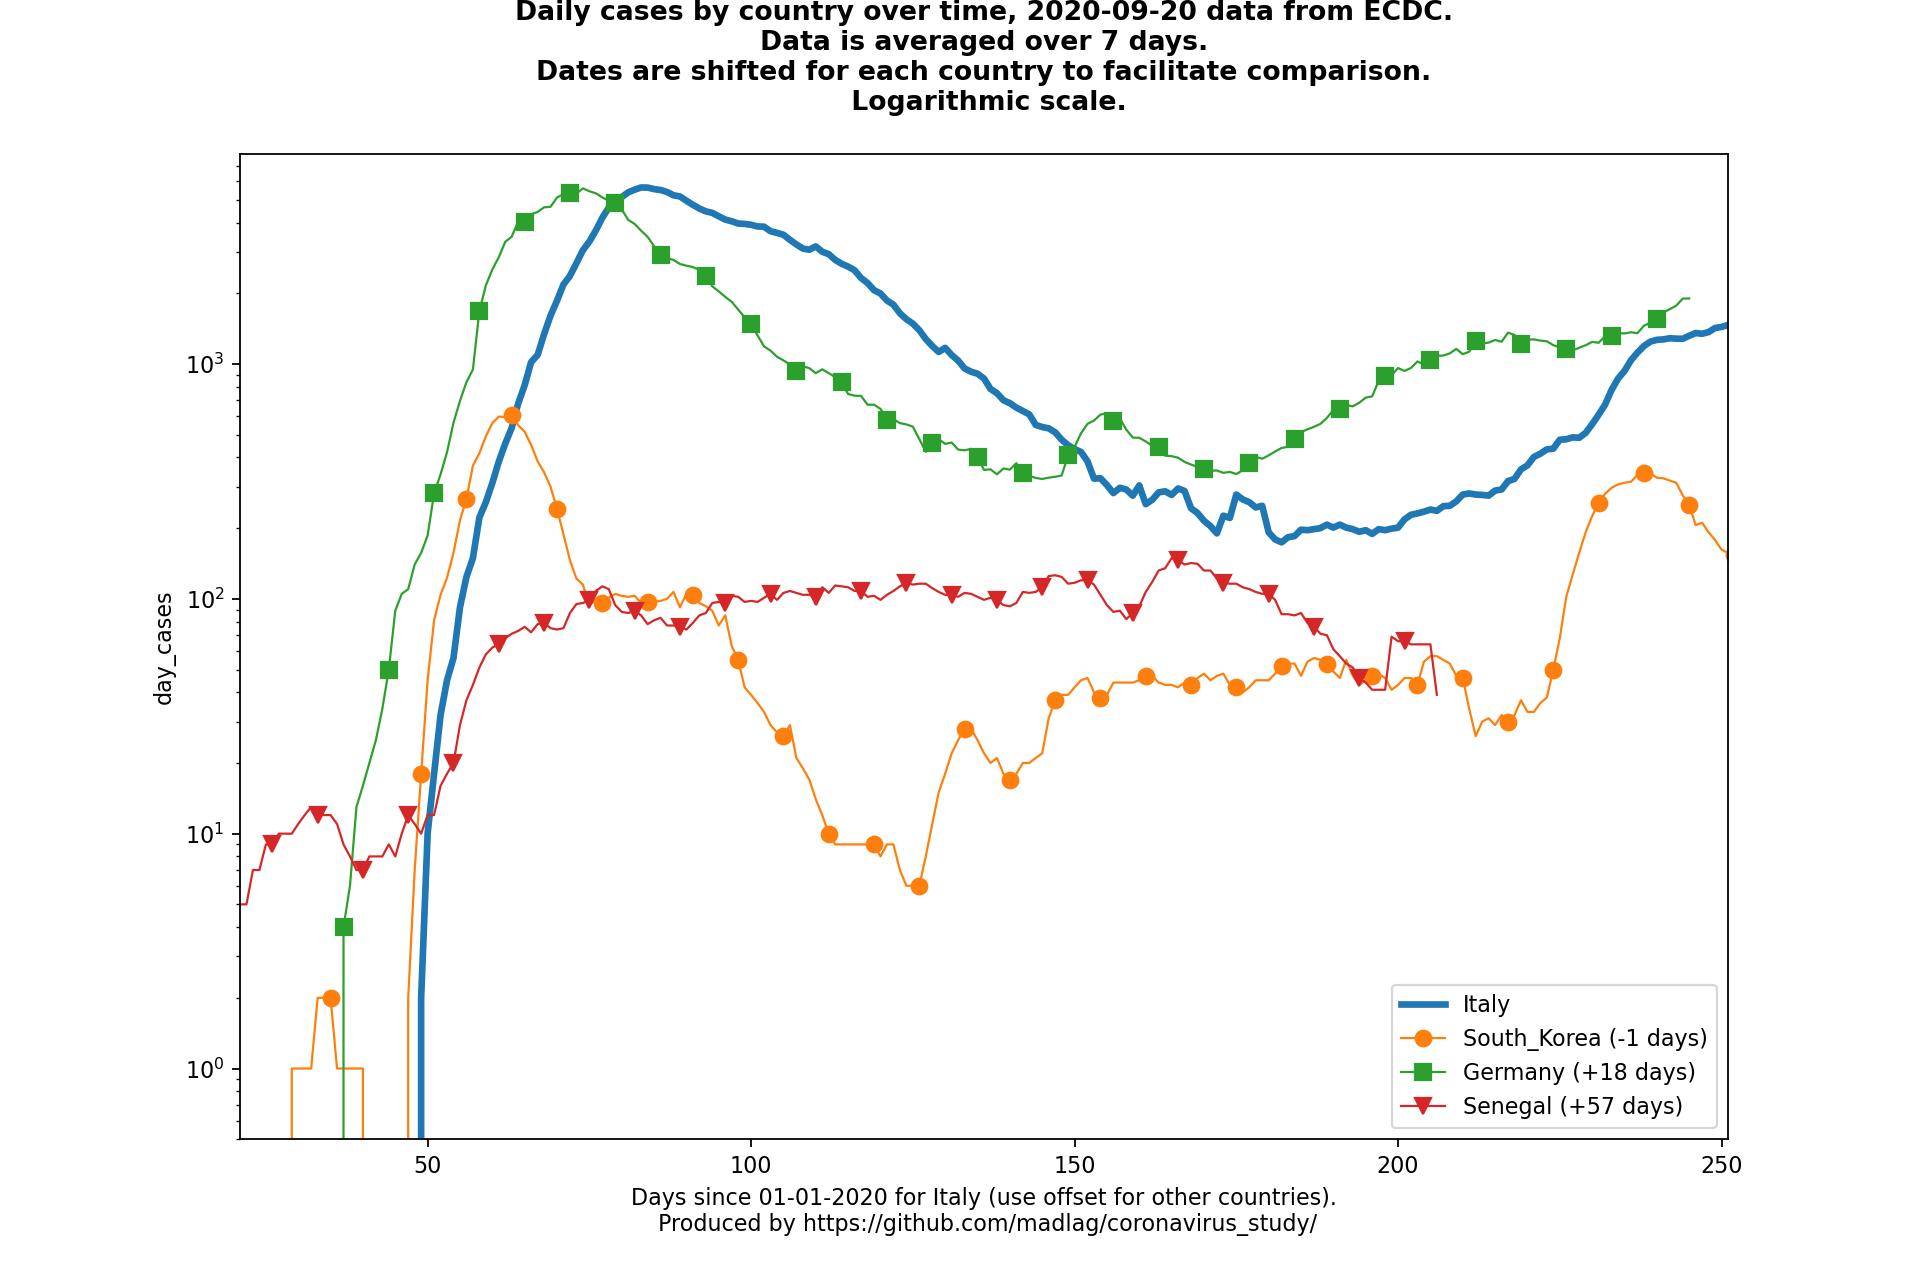 Daily cases by country over time, 2020-09-20 data from ECDC.
Data is averaged over 7 days.
Dates are shifted for each country to facilitate comparison.
Logarithmic scale.
day_cases
10³
10²
10¹
10⁰
50
100
150
200
250
Italy
South_Korea (-1 days)
Germany (+18 days)
Senegal (+57 days)
Days since 01-01-2020 for Italy (use offset for other countries).
Produced by https://github.com/madlag/coronavirus_study/